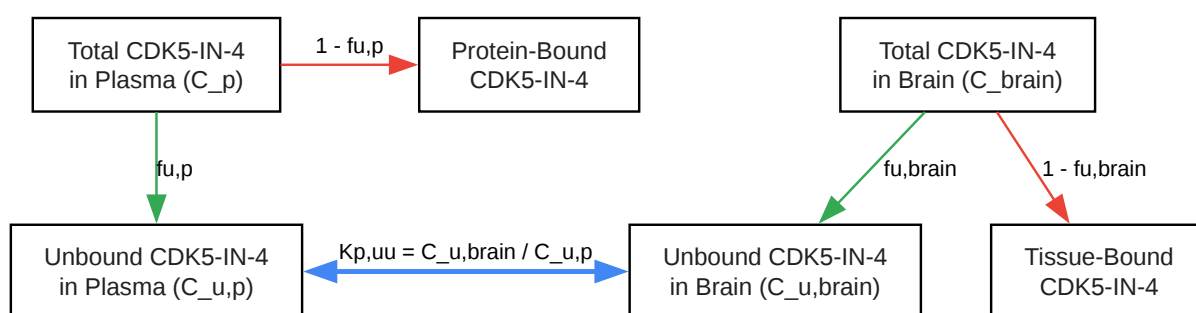 Total CDK5-IN-4
in Plasma (C_p)
1 - fu,p
Protein-Bound
CDK5-IN-4
Total CDK5-IN-4
in Brain (C_brain)
fu,p
fu,brain
1 - fu,brain
Unbound CDK5-IN-4
in Plasma (C_u,p)
Kp,uu = C_u,brain / C_u,p
Unbound CDK5-IN-4
in Brain (C_u,brain)
Tissue-Bound
CDK5-IN-4